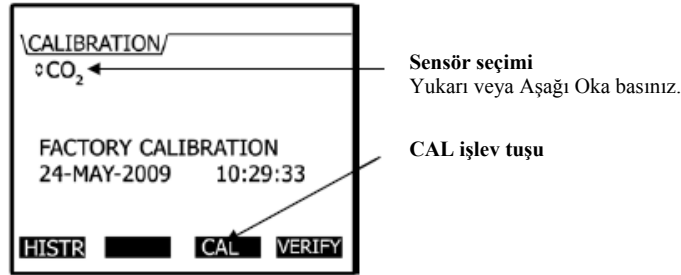 \CALIBRATION/
≎CO₂
FACTORY CALIBRATION
24-MAY-2009 10:29:33
HISTR CAL VERIFY
Sensör seçimi
Yukarı veya Aşağı Oka basınız.
CAL işlev tuşu